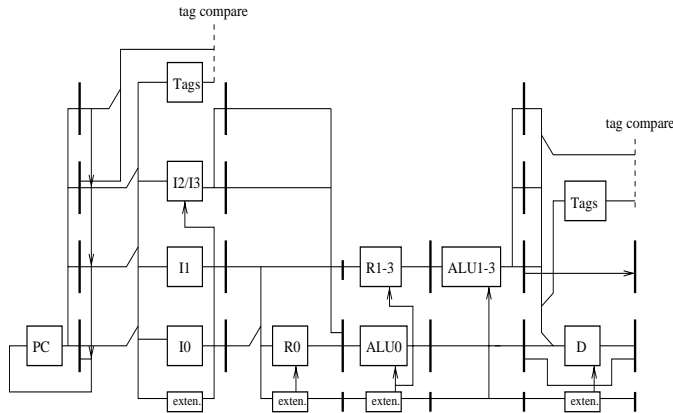 tag compare
Tags
tag compare
I2/I3
Tags
I1
R1-3
ALU1-3
PC
I0
R0
ALU0
D
exten.
exten.
exten.
exten.